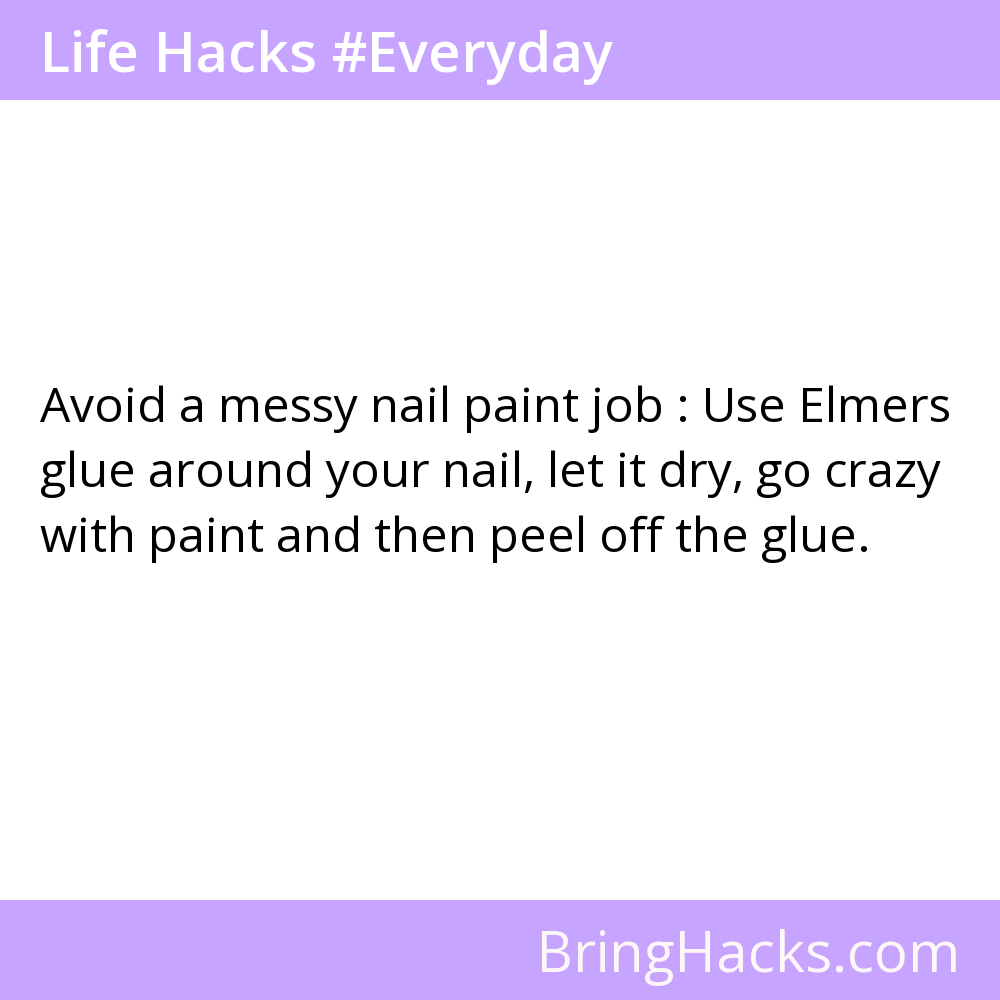 Life Hacks #Everyday
Avoid a messy nail paint job : Use Elmers
glue around your nail, let it dry, go crazy
with paint and then peel off the glue.
BringHacks.com